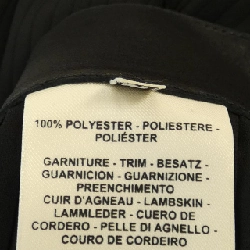 100% POLYESTER - POLIESTERE -
POLIÉSTER
GARNITURE - TRIM - BESATZ -
GUARNICION - GUARNIZIONE -
PREENCHIMENTO
CUIR D'AGNEAU - LAMBSKIN -
LAMMLEDER - CUERO DE
CORDERO - PELLE DI AGNELLO -
COURO DE CORDEIRO